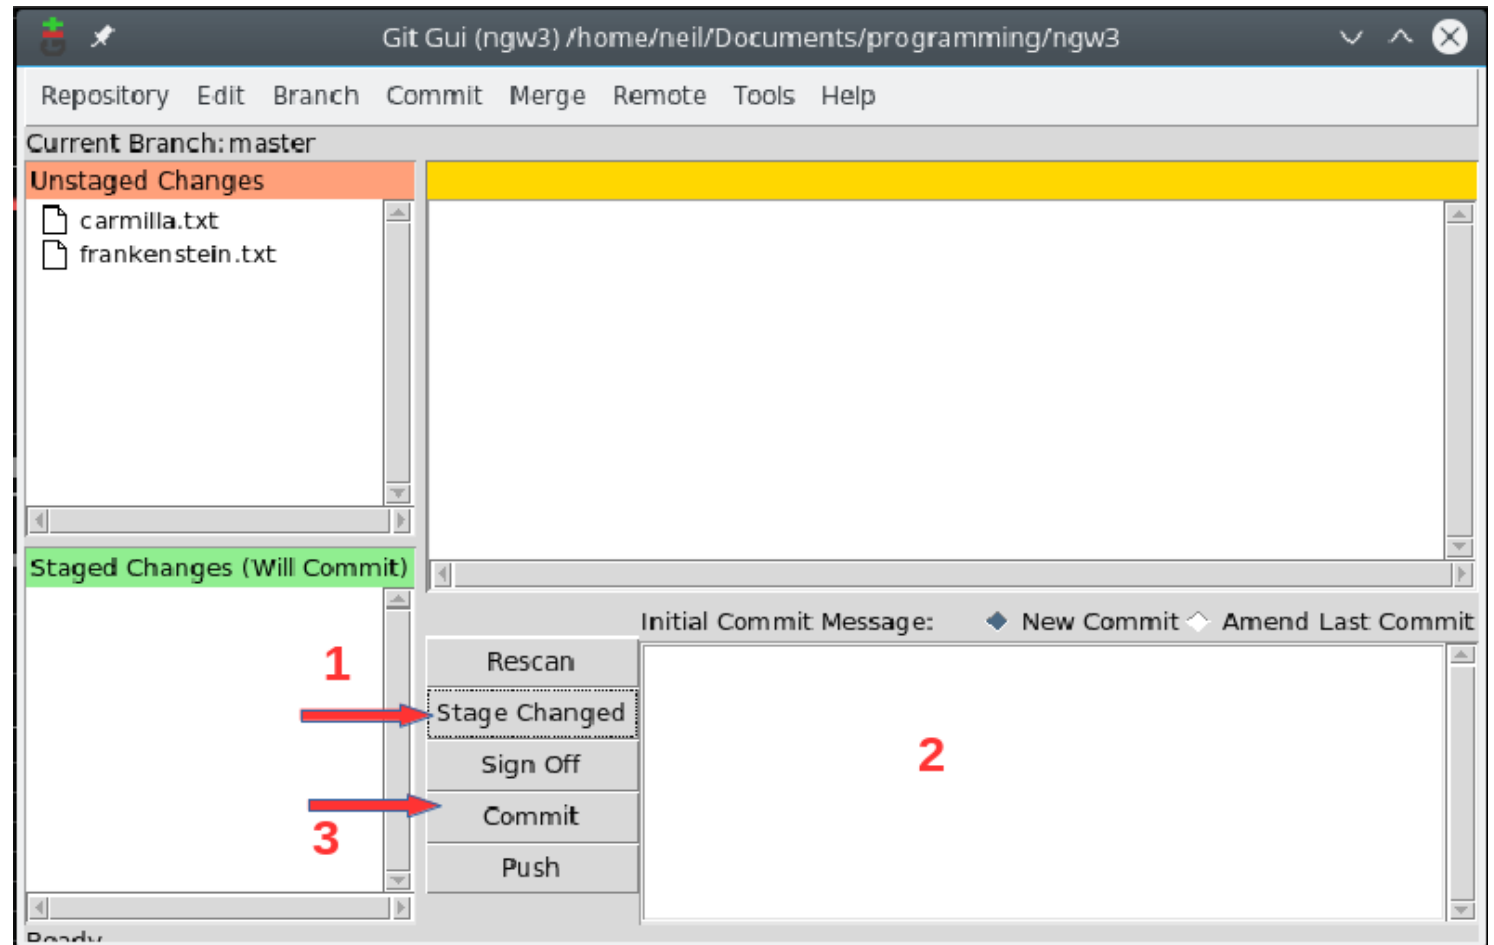 Git Gui (ngw3) /home/neil/Documents/programming/ngw3
Repository Edit Branch Commit Merge Remote Tools Help
Current Branch: master
Unstaged Changes
carmilla.txt
frankenstein.txt
Staged Changes (Will Commit)
Initial Commit Message: New Commit Amend Last Commit
1
Rescan
Stage Changed
Sign Off
2
Commit
3
Push
Ready